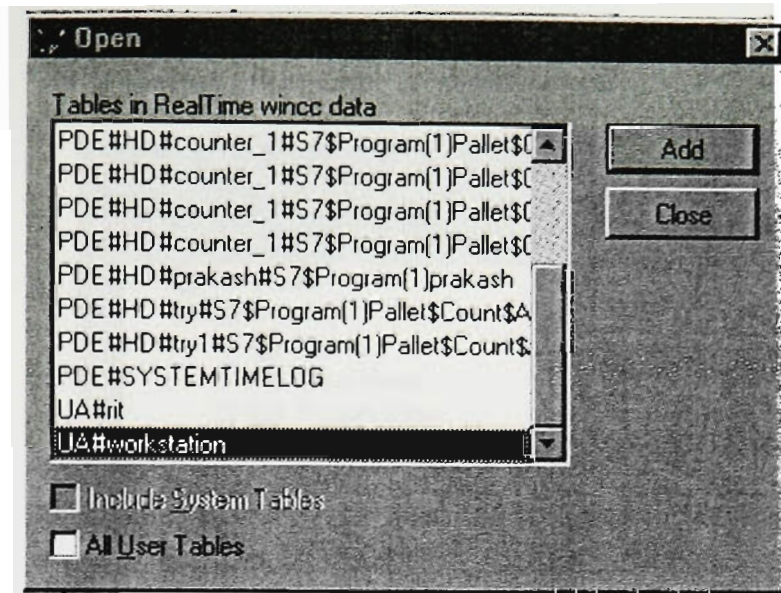 Open
Tables in RealTime wincc data
PDE#HD#counter_1#S7$Program(1)Pallet$C
PDE#HD#counter_1#S7$Program(1)Pallet$C
PDE#HD#counter_1#S7$Program(1)Pallet$C
PDE#HD#counter_1#S7$Program(1)Pallet$C
PDE#HD#prakash#S7$Program(1)prakash
PDE#HD#try#S7$Program(1)Pallet$Count$A
PDE#HD#try1#S7$Program(1)Pallet$Count$
PDE#SYSTEMTIMELOG
UA#rit
UA#workstation
Add
Close
Include System Tables
All User Tables